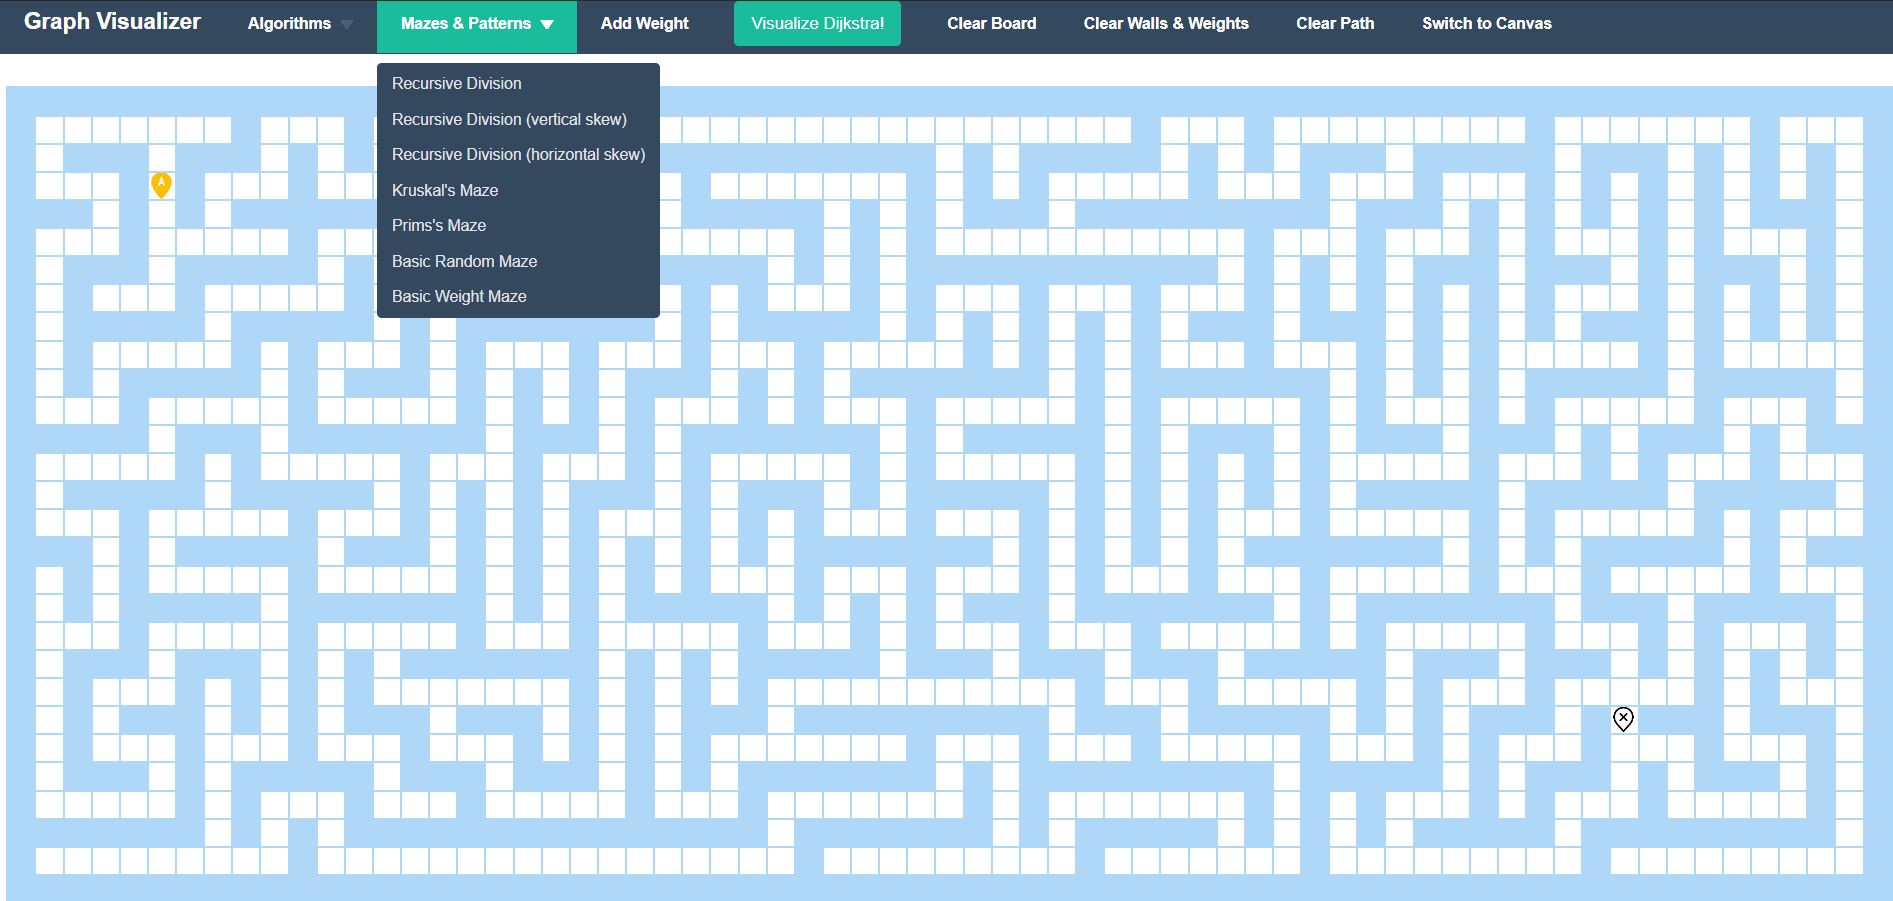 Graph Visualizer
Algorithms
Mazes & Patterns
Add Weight
Visualize Dijkstra!
Clear Board
Clear Walls & Weights
Clear Path
Switch to Canvas
Recursive Division
Recursive Division (vertical skew)
Recursive Division (horizontal skew)
Kruskal's Maze
Prims's Maze
Basic Random Maze
Basic Weight Maze
A